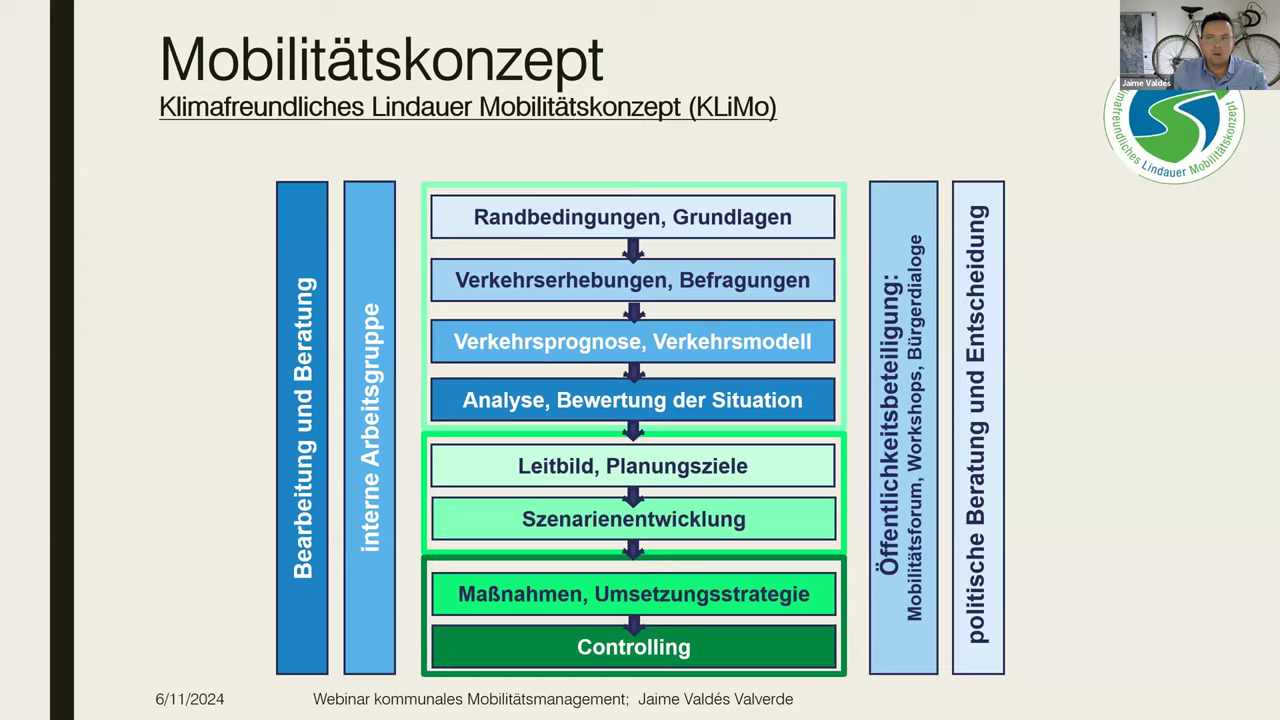 Mobilitätskonzept
Klimafreundliches Lindauer Mobilitätskonzept (KLiMo)
Jaime Valdés
Lindauer Mobilitätskonzept
Bearbeitung und Beratung
interne Arbeitsgruppe
Randbedingungen, Grundlagen
Verkehrserhebungen, Befragungen
Verkehrsprognose, Verkehrsmodell
Analyse, Bewertung der Situation
Leitbild, Planungsziele
Szenarienentwicklung
Maßnahmen, Umsetzungsstrategie
Controlling
Öffentlichkeitsbeteiligung:
Mobilitätsforum, Workshops, Bürgerdialoge
politische Beratung und Entscheidung
6/11/2024
Webinar kommunales Mobilitätsmanagement; Jaime Valdés Valverde